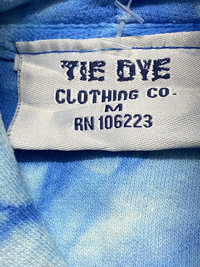 TIE DYE
CLOTHING CO.
M
RN 106223